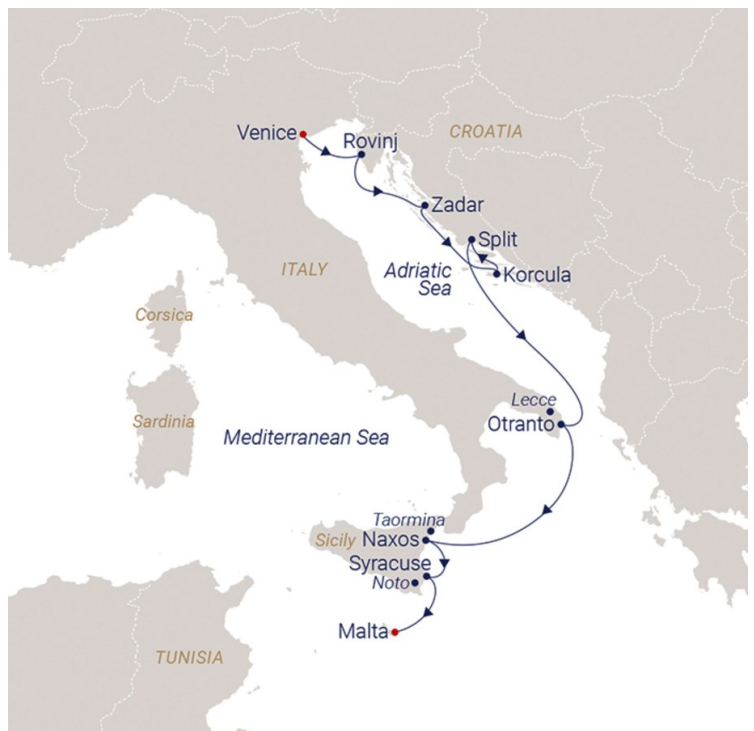 Venice
Rovinj
CROATIA
Zadar
Split
ITALY
Adriatic
Sea
Korcula
Corsica
Lecce
Sardinia
Otranto
Mediterranean Sea
Taormina
Sicily
Naxos
Syracuse
Noto
Malta
TUNISIA